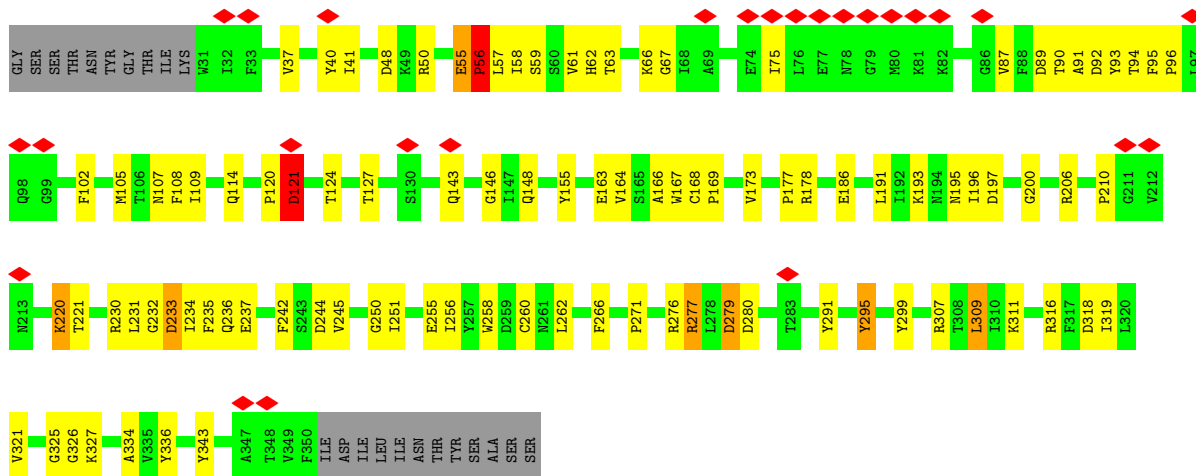 GLY SER SER THR ASN TYR GLY THR ILE LYS W31 I32 F33 V37 Y40 I41 D48 K49 R50 E55 P56 L57 I58 S59 S60 V61 H62 T63 K66 G67 I68 A69 E74 I75 L76 E77 N78 G79 M80 K81 K82 G86 V87 F88 D89 T90 A91 D92 Y93 T94 F95 P96 L97
Q98 G99 F102 M105 T106 N107 F108 I109 Q114 P120 D121 T124 T127 S130 Q143 G146 I147 Q148 Y155 E163 V164 S165 A166 W167 C168 P169 V173 P177 R178 E186 L191 I192 K193 N194 N195 I196 D197 G200 R206 P210 G211 V212
N213 K220 T221 R230 L231 G232 D233 I234 F235 Q236 E237 F242 S243 D244 V245 G250 I251 E255 I256 Y257 W258 D259 C260 N261 L262 F266 P271 R276 R277 L278 D279 D280 T283 Y291 Y295 Y299 R307 T308 L309 I310 K311 R316 F317 D318 I319 L320
V321 G325 G326 K327 A334 V335 Y336 Y343 A347 T348 V349 F350 ILE ASP ILE LEU ILE ASN THR TYR SER ALA SER SER